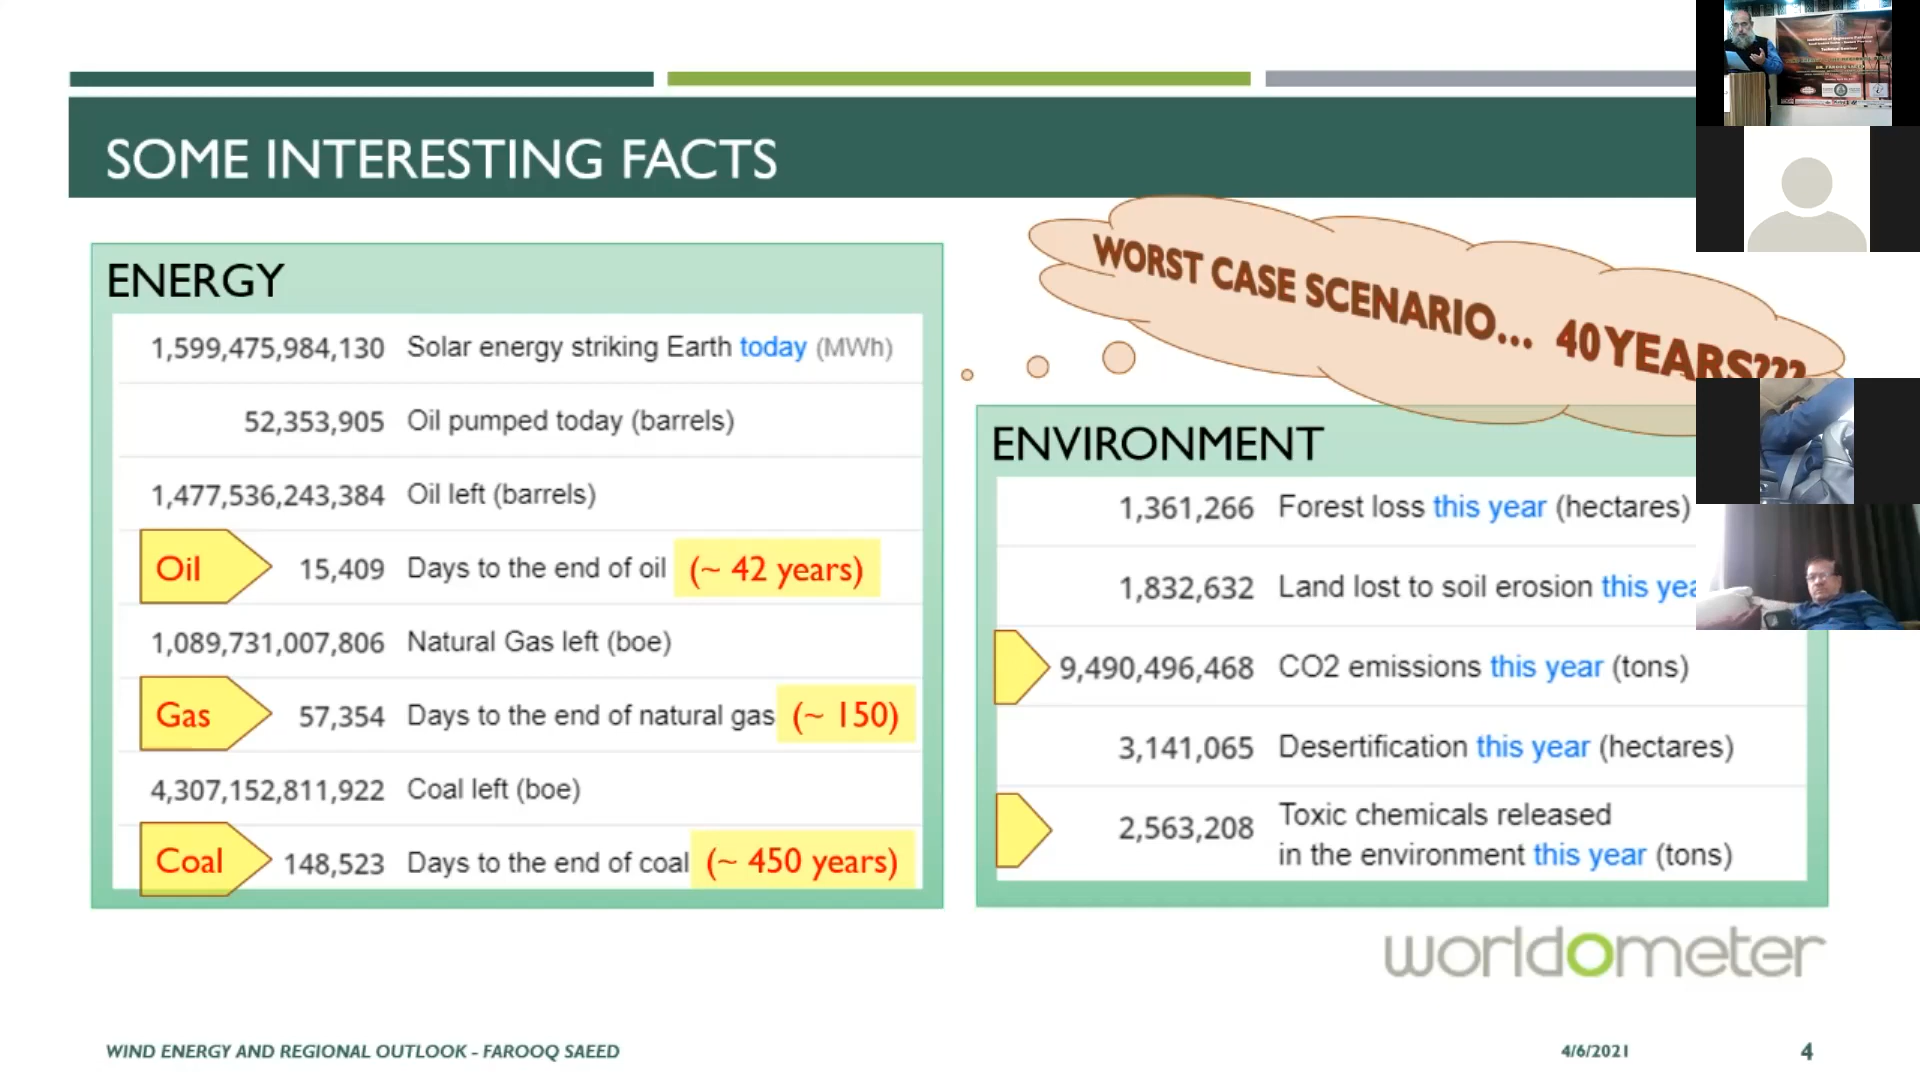 SOME INTERESTING FACTS
WORST CASE SCENARIO... 40 YEARS???
ENERGY
1,599,475,984,130 Solar energy striking Earth today (MWh)
52,353,905 Oil pumped today (barrels)
1,477,536,243,384 Oil left (barrels)
Oil 15,409 Days to the end of oil (~ 42 years)
1,089,731,007,806 Natural Gas left (boe)
Gas 57,354 Days to the end of natural gas (~ 150)
4,307,152,811,922 Coal left (boe)
Coal 148,523 Days to the end of coal (~ 450 years)
ENVIRONMENT
1,361,266 Forest loss this year (hectares)
1,832,632 Land lost to soil erosion this
9,490,496,468 CO2 emissions this year (tons)
3,141,065 Desertification this year (hectares)
2,563,208 Toxic chemicals released
in the environment this year (tons)
worldometer
WIND ENERGY AND REGIONAL OUTLOOK - FAROOQ SAEED
4/6/2021
4